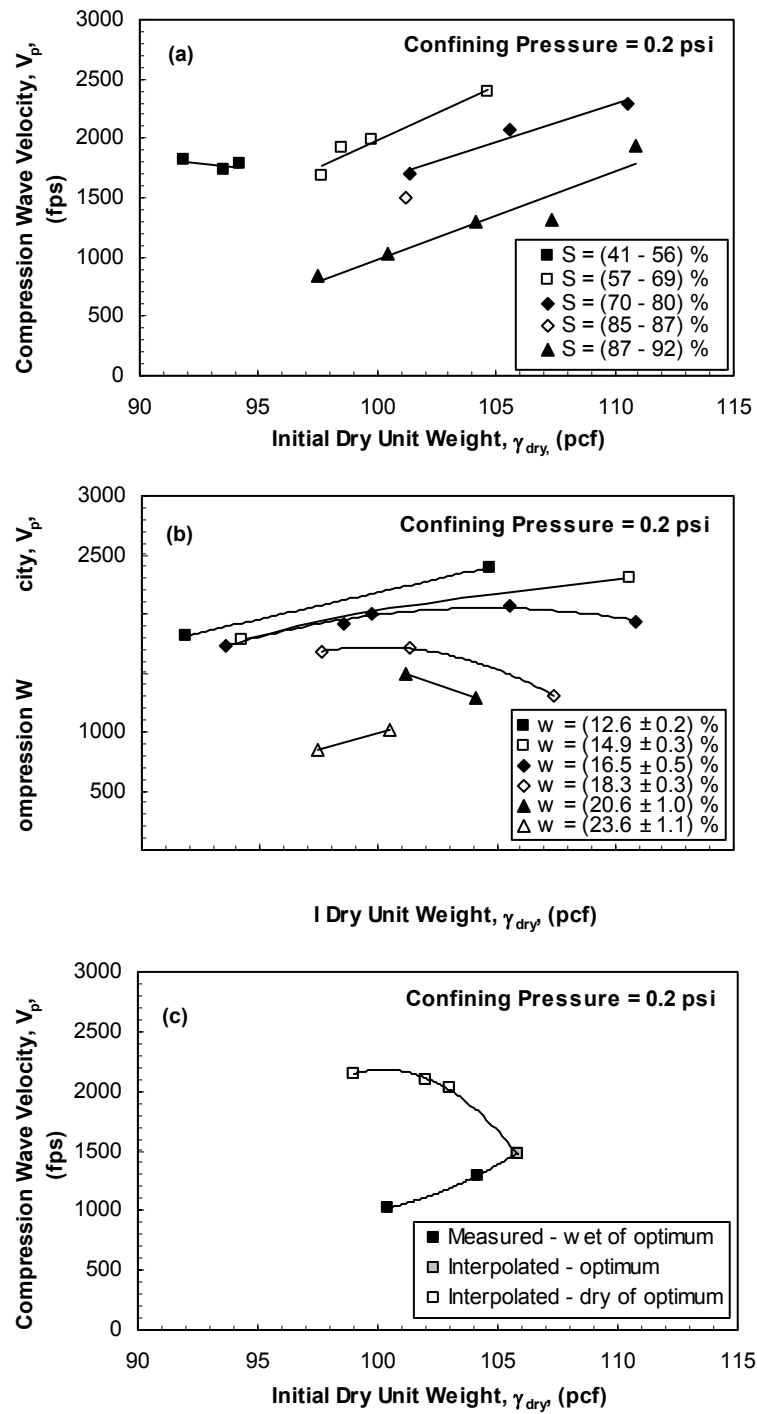 3000
(a)
Confining Pressure = 0.2 psi
2500
2000
1500
1000
500
0
Compression Wave Velocity, Vp,
(fps)
S = (41 - 56) %
S = (57 - 69) %
S = (70 - 80) %
S = (85 - 87) %
S = (87 - 92) %
90 95 100 105 110 115
Initial Dry Unit Weight, γdry, (pcf)
3000
(b)
Confining Pressure = 0.2 psi
2500
1000
500
city, Vp,
ompression W
w = (12.6 ± 0.2) %
w = (14.9 ± 0.3) %
w = (16.5 ± 0.5) %
w = (18.3 ± 0.3) %
w = (20.6 ± 1.0) %
w = (23.6 ± 1.1) %
l Dry Unit Weight, γdry, (pcf)
3000
(c)
Confining Pressure = 0.2 psi
2500
2000
1500
1000
500
0
Compression Wave Velocity, Vp,
(fps)
Measured - wet of optimum
Interpolated - optimum
Interpolated - dry of optimum
90 95 100 105 110 115
Initial Dry Unit Weight, γdry, (pcf)